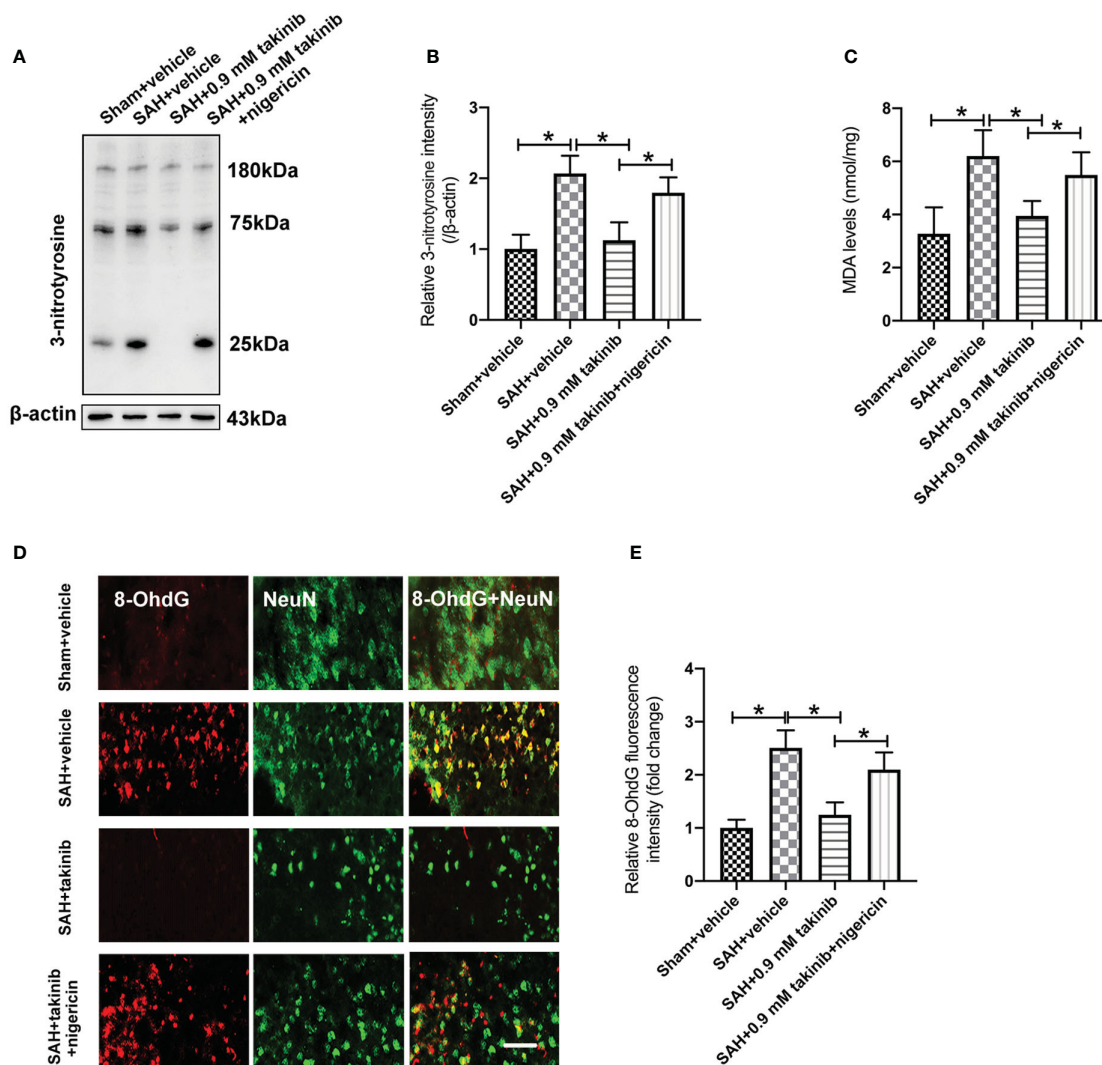 A
Sham+vehicle
SAH+vehicle
SAH+0.9 mM takinib
SAH+0.9 mM takinib
+nigericin
3-nitrotyrosine
180kDa
75kDa
25kDa
β-actin
43kDa
B
Relative 3-nitrotyrosine intensity
(/β-actin)
3
2
1
0
*
*
*
Sham+vehicle
SAH+vehicle
SAH+0.9 mM takinib
SAH+0.9 mM takinib+nigericin
C
MDA levels (nmol/mg)
8
6
4
2
0
*
*
*
Sham+vehicle
SAH+vehicle
SAH+0.9 mM takinib
SAH+0.9 mM takinib+nigericin
D
8-OhdG
NeuN
8-OhdG+NeuN
Sham+vehicle
SAH+vehicle
SAH+takinib
SAH+takinib
+nigericin
E
Relative 8-OhdG fluorescence
intensity (fold change)
4
3
2
1
0
*
*
*
Sham+vehicle
SAH+vehicle
SAH+0.9 mM takinib
SAH+0.9 mM takinib+nigericin